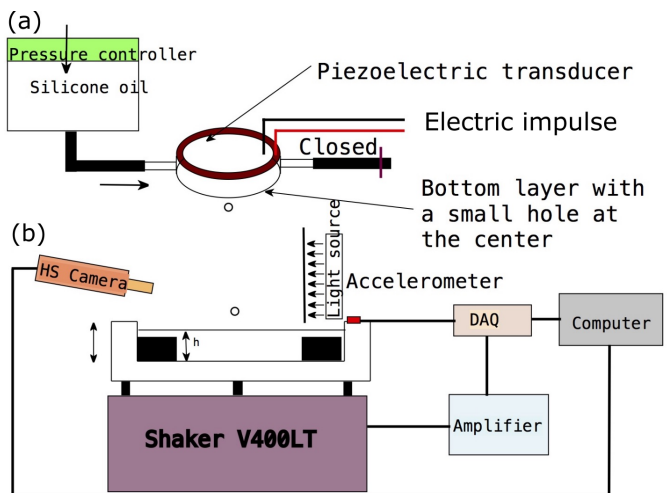 (a)
Pressure controller
Silicone oil
Piezoelectric transducer
Electric impulse
Closed
Bottom layer with
a small hole at
the center
(b)
HS Camera
Light source
Accelerometer
DAQ
Computer
h
Shaker V400LT
Amplifier